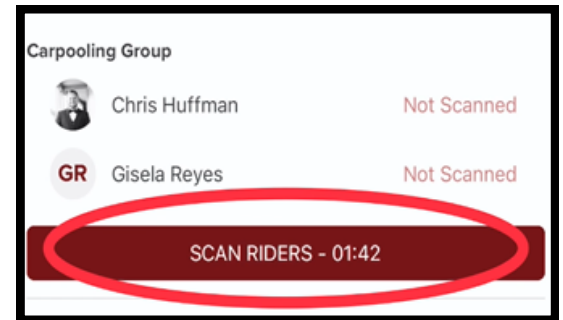 Carpooling Group
Chris Huffman Not Scanned
GR Gisela Reyes Not Scanned
SCAN RIDERS - 01:42